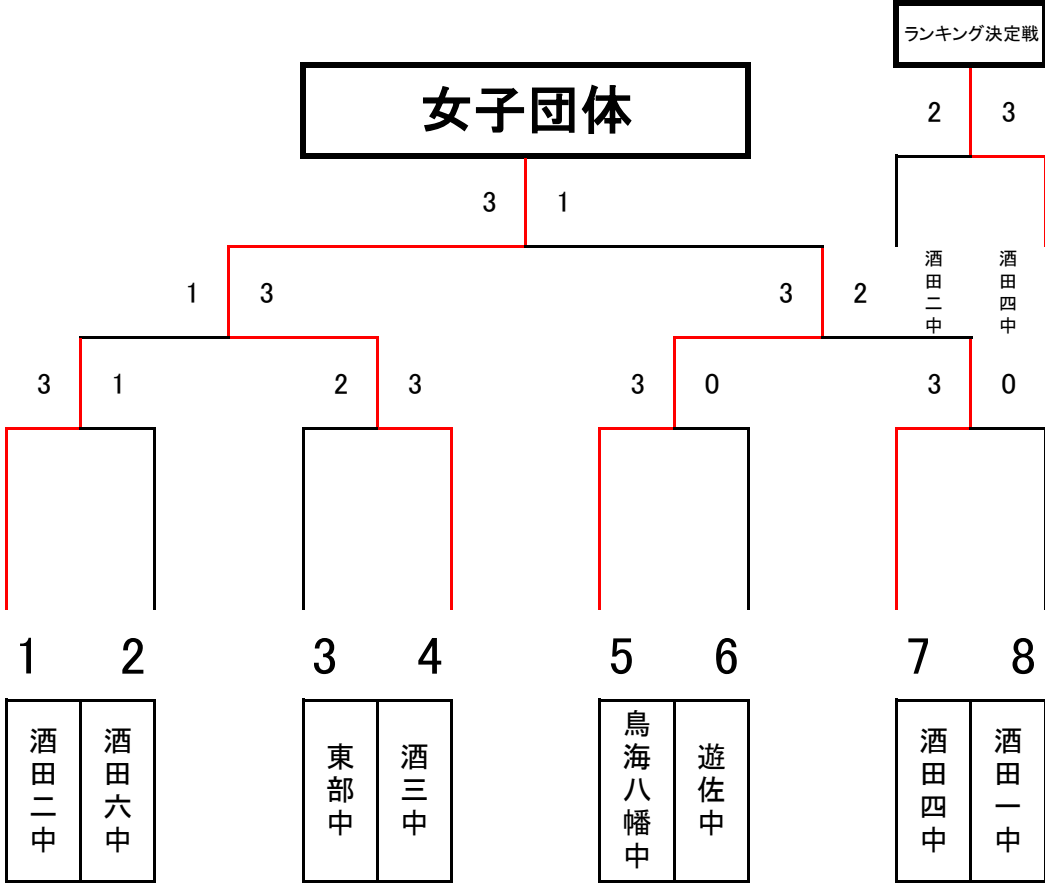 ランキング決定戦
女子団体
2 3
3 1
酒田二中
酒田四中
1 3
3 2
3 1
2 3
3 0
3 0
1 2 3 4 5 6 7 8
酒田二中
酒田六中
東部中
酒三中
鳥海八幡中
遊佐中
酒田四中
酒田一中